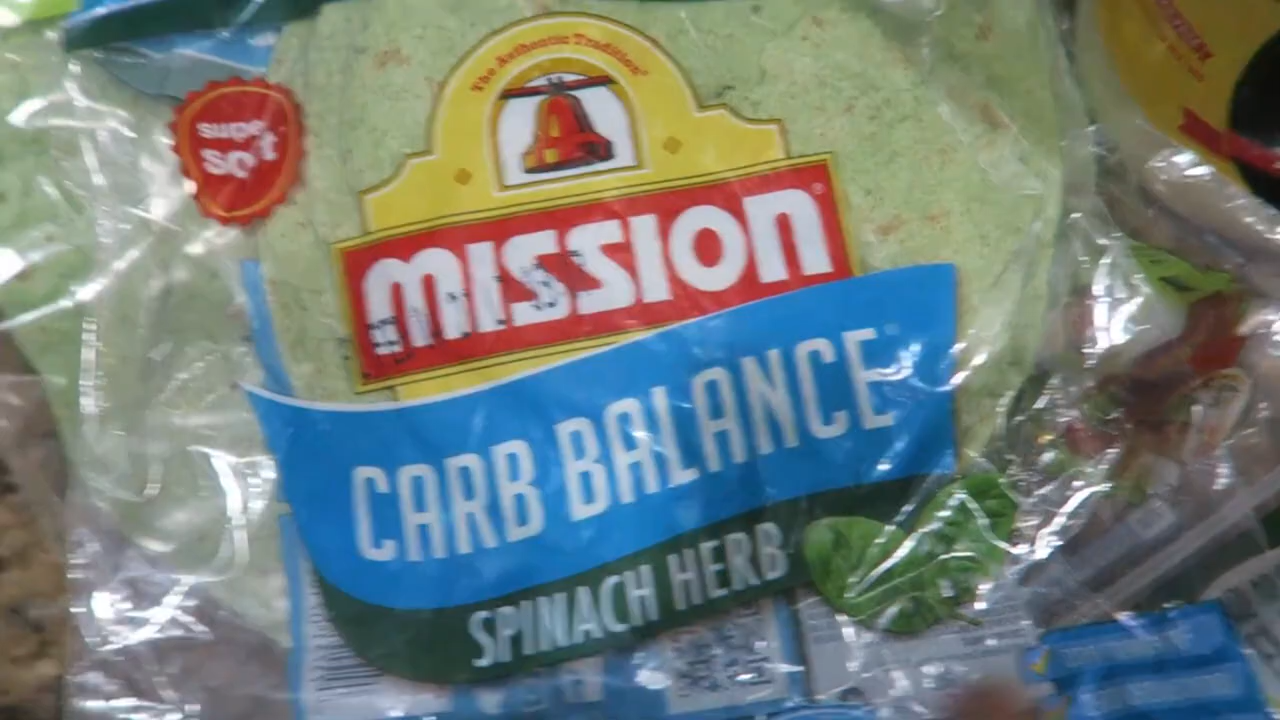 The Authentic Tradition®
super
soft
MISSION®
CARB BALANCE
SPINACH HERB